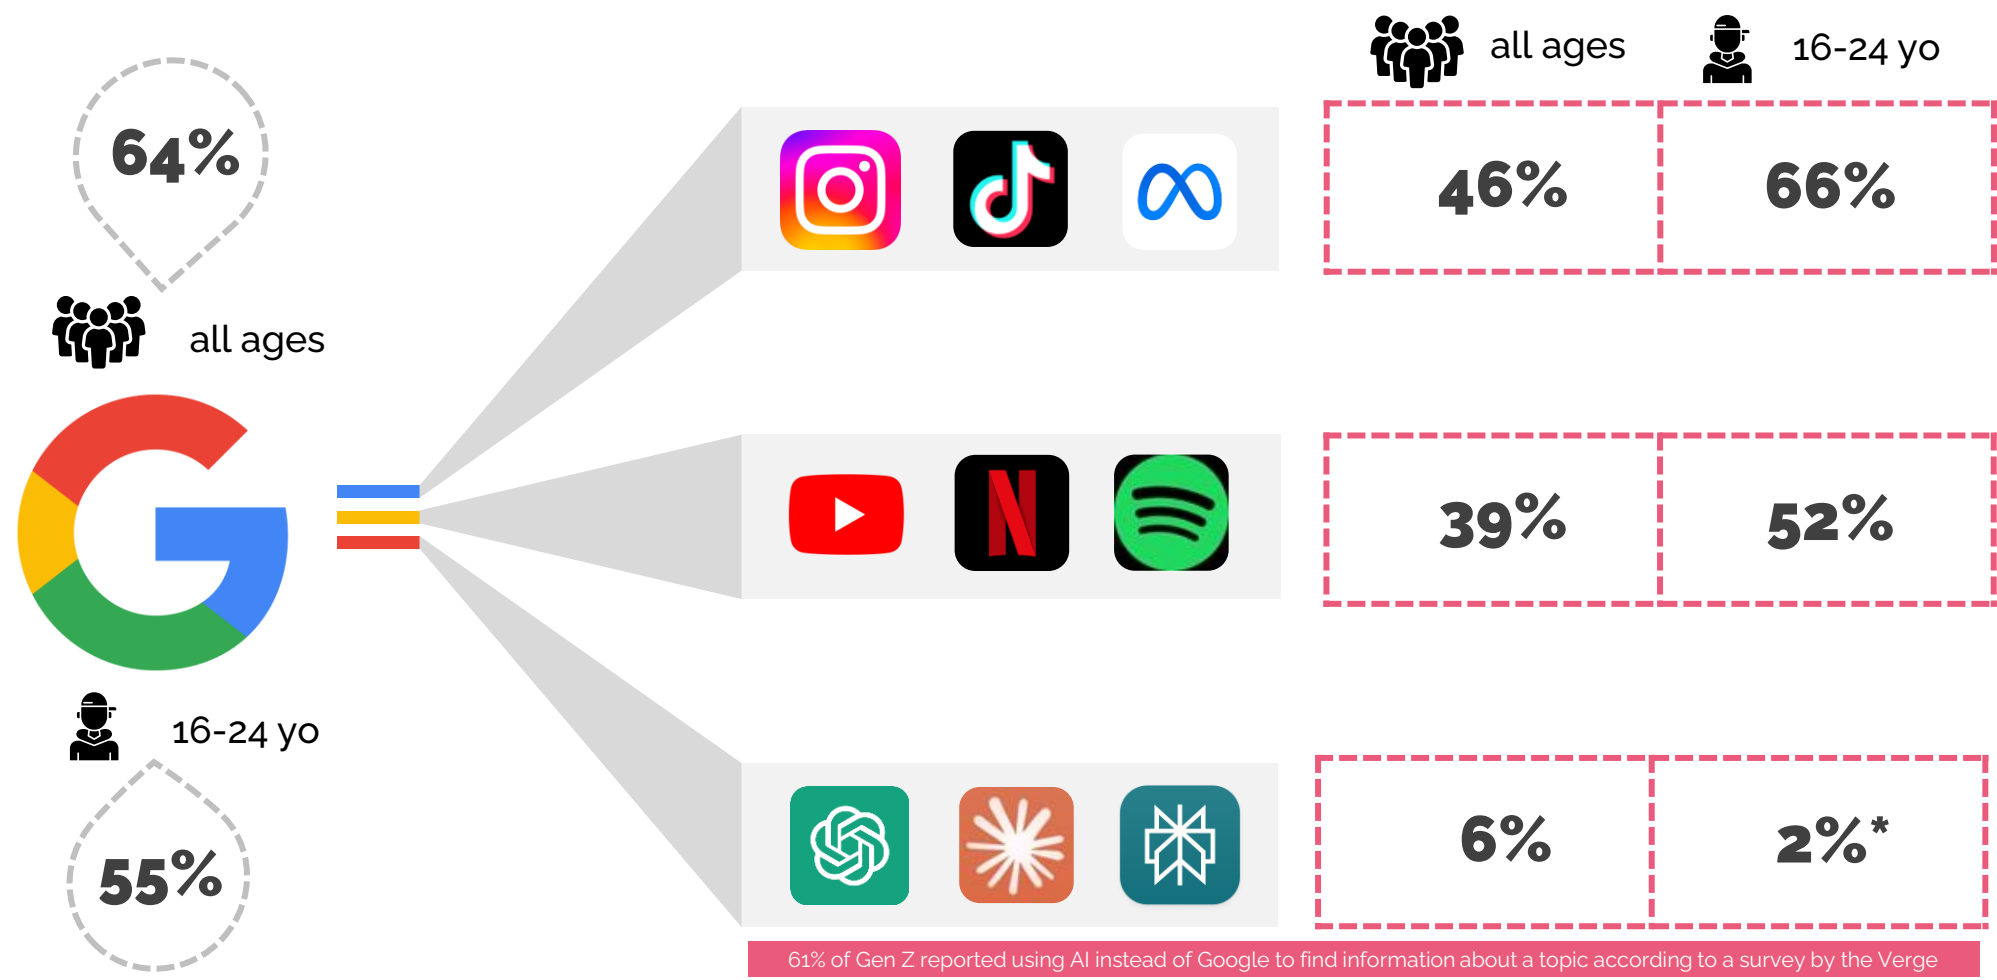 all ages
16-24 yo
64%
46%
66%
all ages
39%
52%
16-24 yo
6%
2%*
55%
61% of Gen Z reported using AI instead of Google to find information about a topic according to a survey by the Verge